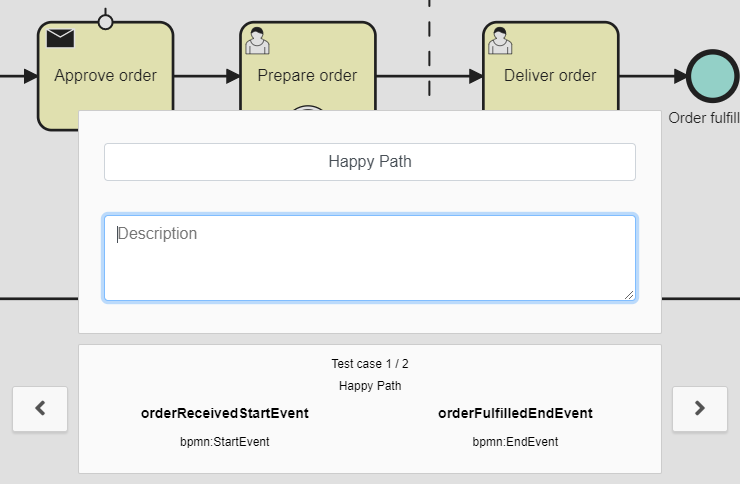 Approve order
Prepare order
Deliver order
Order fulfill
Happy Path
Description
Test case 1 / 2
Happy Path
orderReceivedStartEvent
orderFulfilledEndEvent
bpmn:StartEvent
bpmn:EndEvent